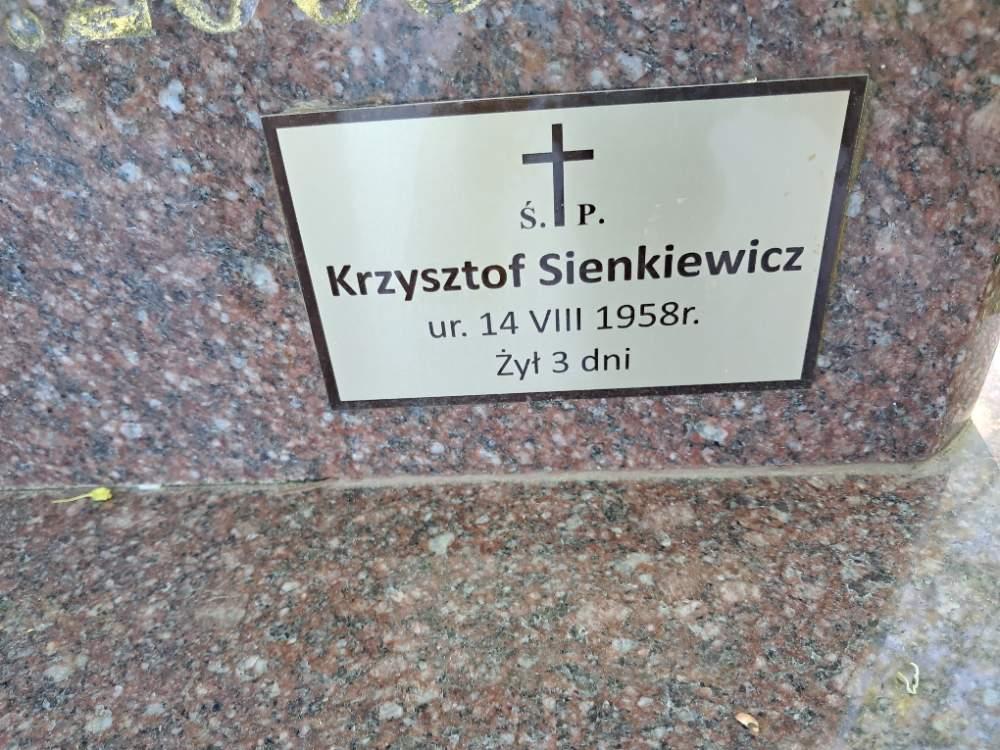 Ś. P.
Krzysztof Sienkiewicz
ur. 14 VIII 1958r.
Żył 3 dni